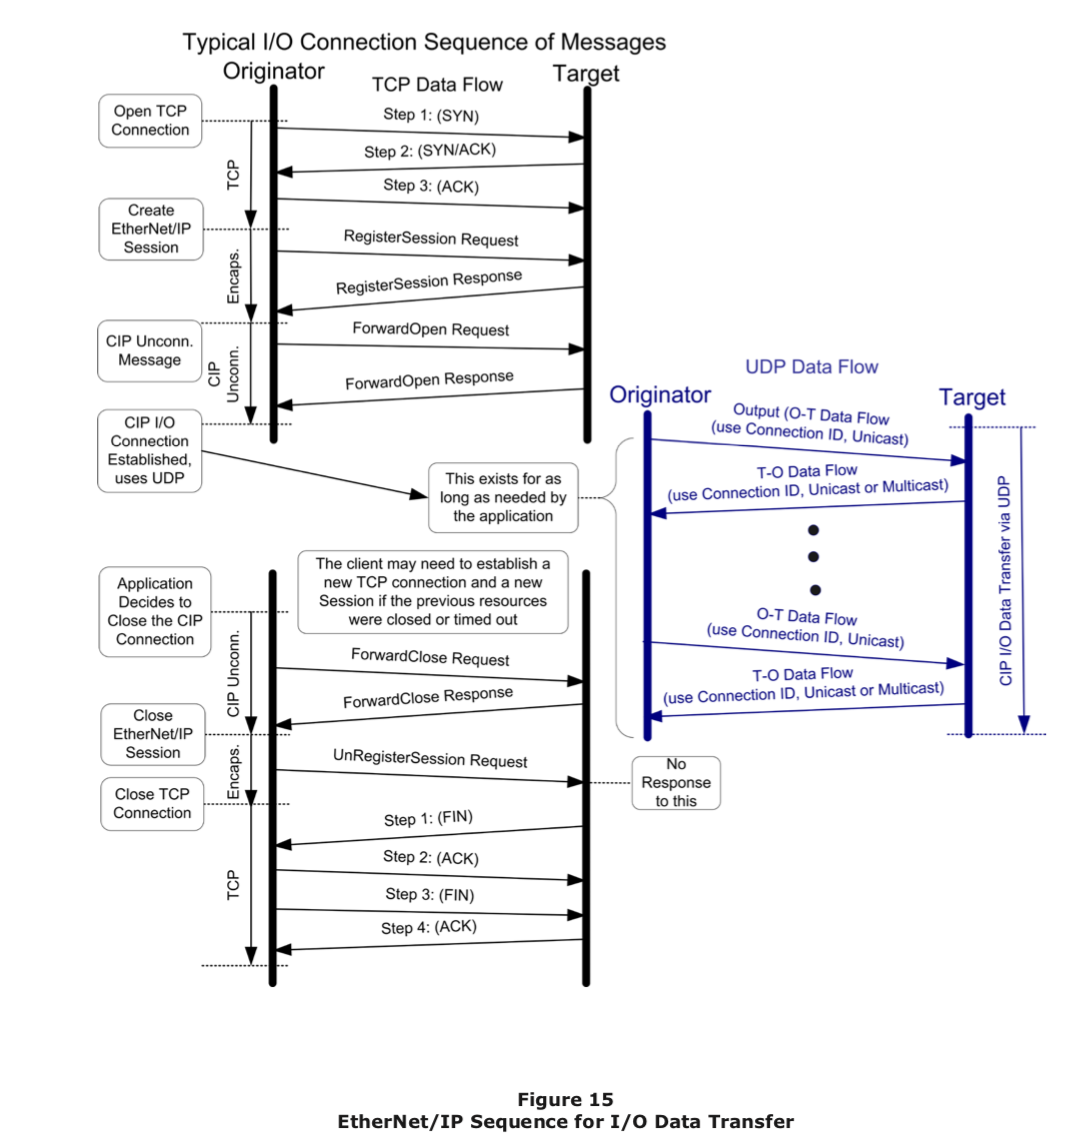 Typical I/O Connection Sequence of Messages
Originator
Target
TCP Data Flow
Open TCP
Connection
Step 1: (SYN)
Step 2: (SYN/ACK)
TCP
Step 3: (ACK)
Create
EtherNet/IP
Session
RegisterSession Request
Encaps.
RegisterSession Response
CIP Unconn.
Message
ForwardOpen Request
CIP
Unconn.
ForwardOpen Response
CIP I/O
Connection
Established,
uses UDP
This exists for as
long as needed by
the application
UDP Data Flow
Originator
Target
Output (O-T Data Flow
(use Connection ID, Unicast)
T-O Data Flow
(use Connection ID, Unicast or Multicast)
O-T Data Flow
(use Connection ID, Unicast)
T-O Data Flow
(use Connection ID, Unicast or Multicast)
CIP I/O Data Transfer via UDP
The client may need to establish a
new TCP connection and a new
Session if the previous resources
were closed or timed out
Application
Decides to
Close the CIP
Connection
CIP Unconn.
ForwardClose Request
ForwardClose Response
Close
EtherNet/IP
Session
Encaps.
UnRegisterSession Request
No
Response
to this
Close TCP
Connection
TCP
Step 1: (FIN)
Step 2: (ACK)
Step 3: (FIN)
Step 4: (ACK)
Figure 15
EtherNet/IP Sequence for I/O Data Transfer